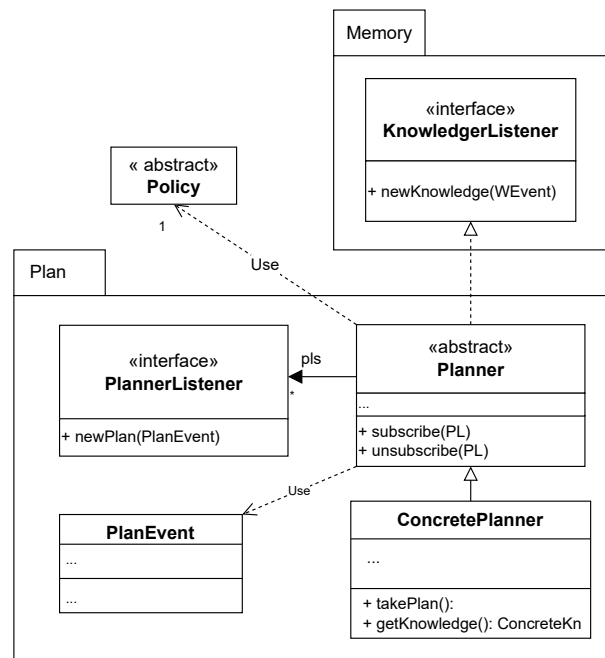 Memory
«interface»
KnowledgerListener
+ newKnowledge(WEvent)
« abstract»
Policy
1
Use
Plan
«interface»
PlannerListener
+ newPlan(PlanEvent)
pls
*
«abstract»
Planner
...
+ subscribe(PL)
+ unsubscribe(PL)
Use
PlanEvent
...
...
ConcretePlanner
...
+ takePlan():
+ getKnowledge(): ConcreteKn